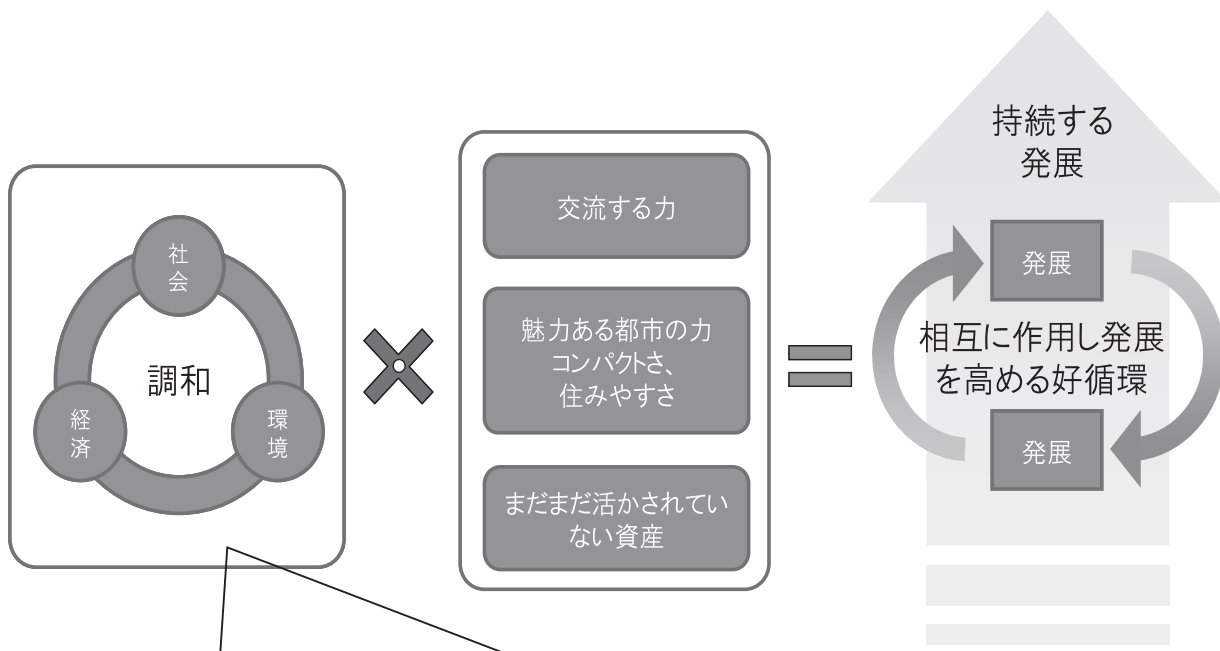 社会
調和
経済
環境
交流する力
魅力ある都市の力
コンパクトさ、
住みやすさ
まだまだ活かされてい
ない資産
持続する
発展
発展
相互に作用し発展
を高める好循環
発展